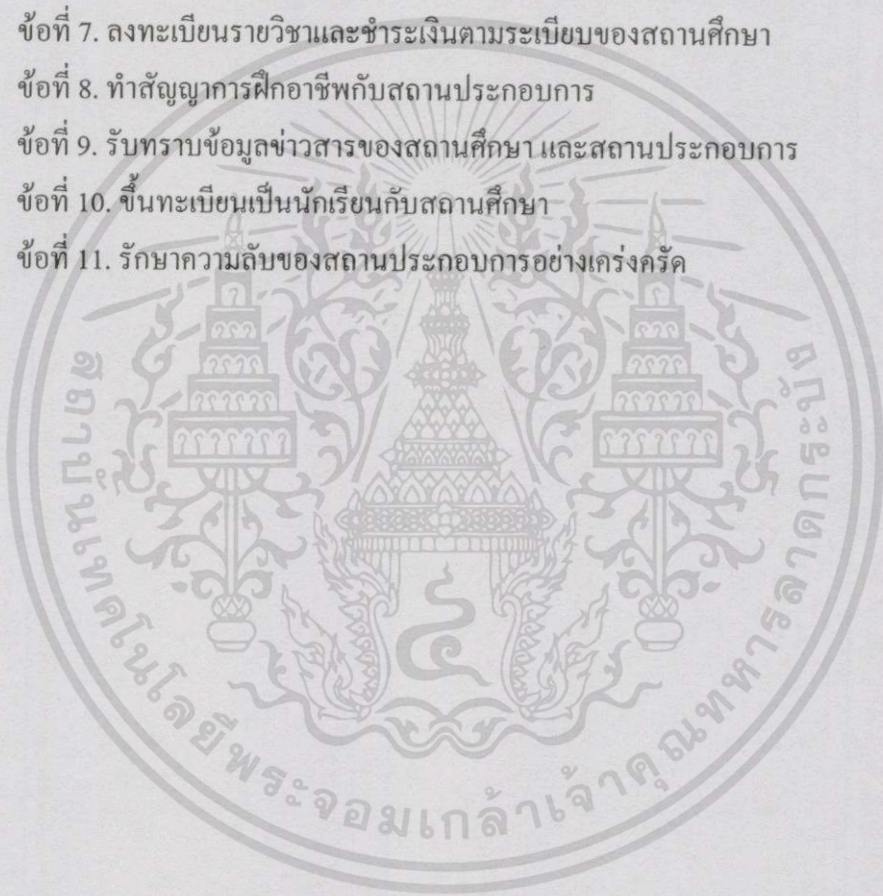 ข้อที่ 7. ลงทะเบียนรายวิชาและชำระเงินตามระเบียบของสถานศึกษา
ข้อที่ 8. ทำสัญญาการฝึกอาชีพกับสถานประกอบการ
ข้อที่ 9. รับทราบข้อมูลข่าวสารของสถานศึกษา และสถานประกอบการ
ข้อที่ 10. ขึ้นทะเบียนเป็นนักเรียนกับสถานศึกษา
ข้อที่ 11. รักษาความลับของสถานประกอบการอย่างเคร่งครัด
๔
สถาบันเทคโนโลยีพระจอมเกล้าเจ้าคุณทหารลาดกระบัง